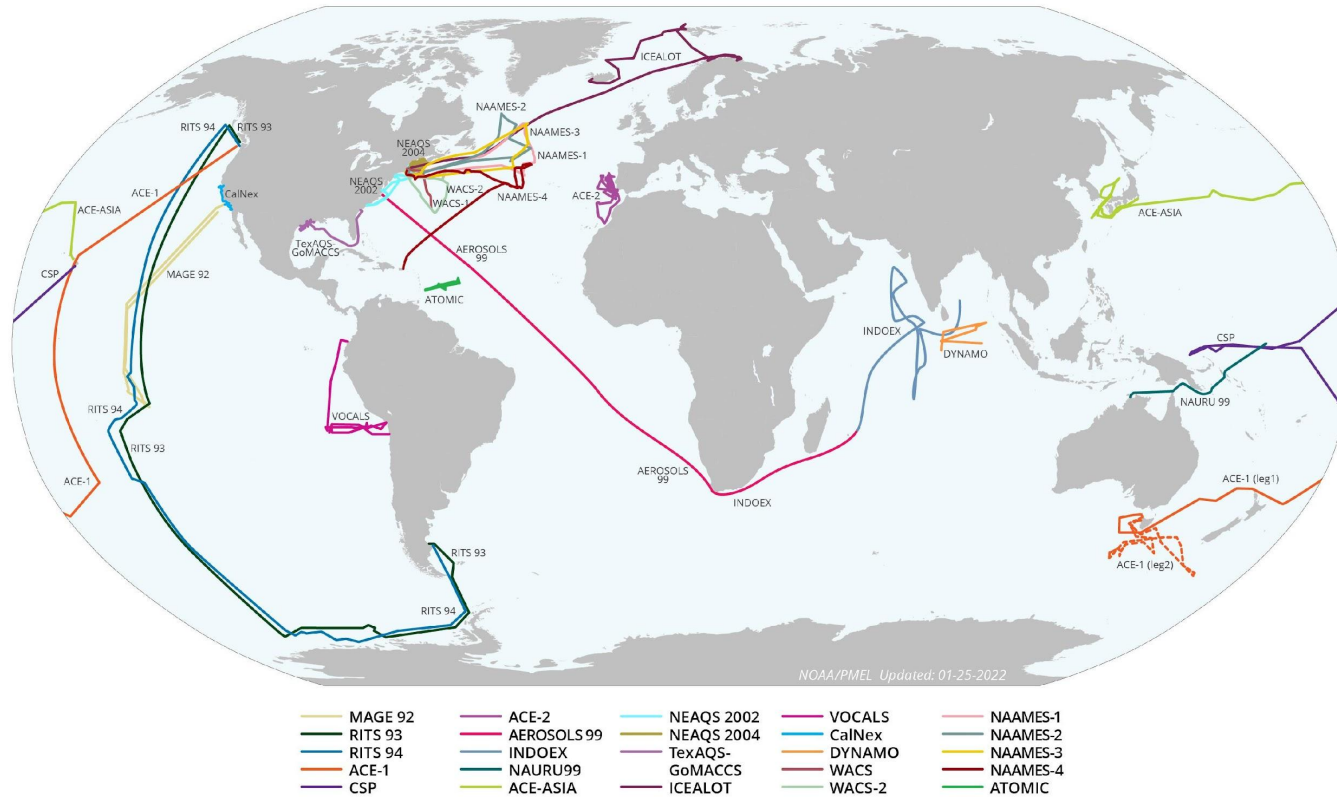 ICEALOT
NAAMES-2
RITS 94
RITS 93
NAAMES-3
NEAQS
2004
NAAMES-1
NEAQS
2002
WACS-2
ACE-1
CalNex
WACS-1
NAAMES-4
ACE-2
ACE-ASIA
ACE-ASIA
TexAQS-
GoMACCS
AEROSOLS
99
CSP
MAGE 92
ATOMIC
INDOEX
CSP
DYNAMO
NAURU 99
RITS 94
VOCALS
RITS 93
AEROSOLS
99
ACE-1
ACE-1 (leg1)
INDOEX
RITS 93
ACE-1 (leg2)
RITS 94
NOAA/PMEL Updated: 01-25-2022
MAGE 92
RITS 93
RITS 94
ACE-1
CSP
ACE-2
AEROSOLS 99
INDOEX
NAURU99
ACE-ASIA
NEAQS 2002
NEAQS 2004
TexAQS-
GoMACCS
ICEALOT
VOCALS
CalNex
DYNAMO
WACS
WACS-2
NAAMES-1
NAAMES-2
NAAMES-3
NAAMES-4
ATOMIC